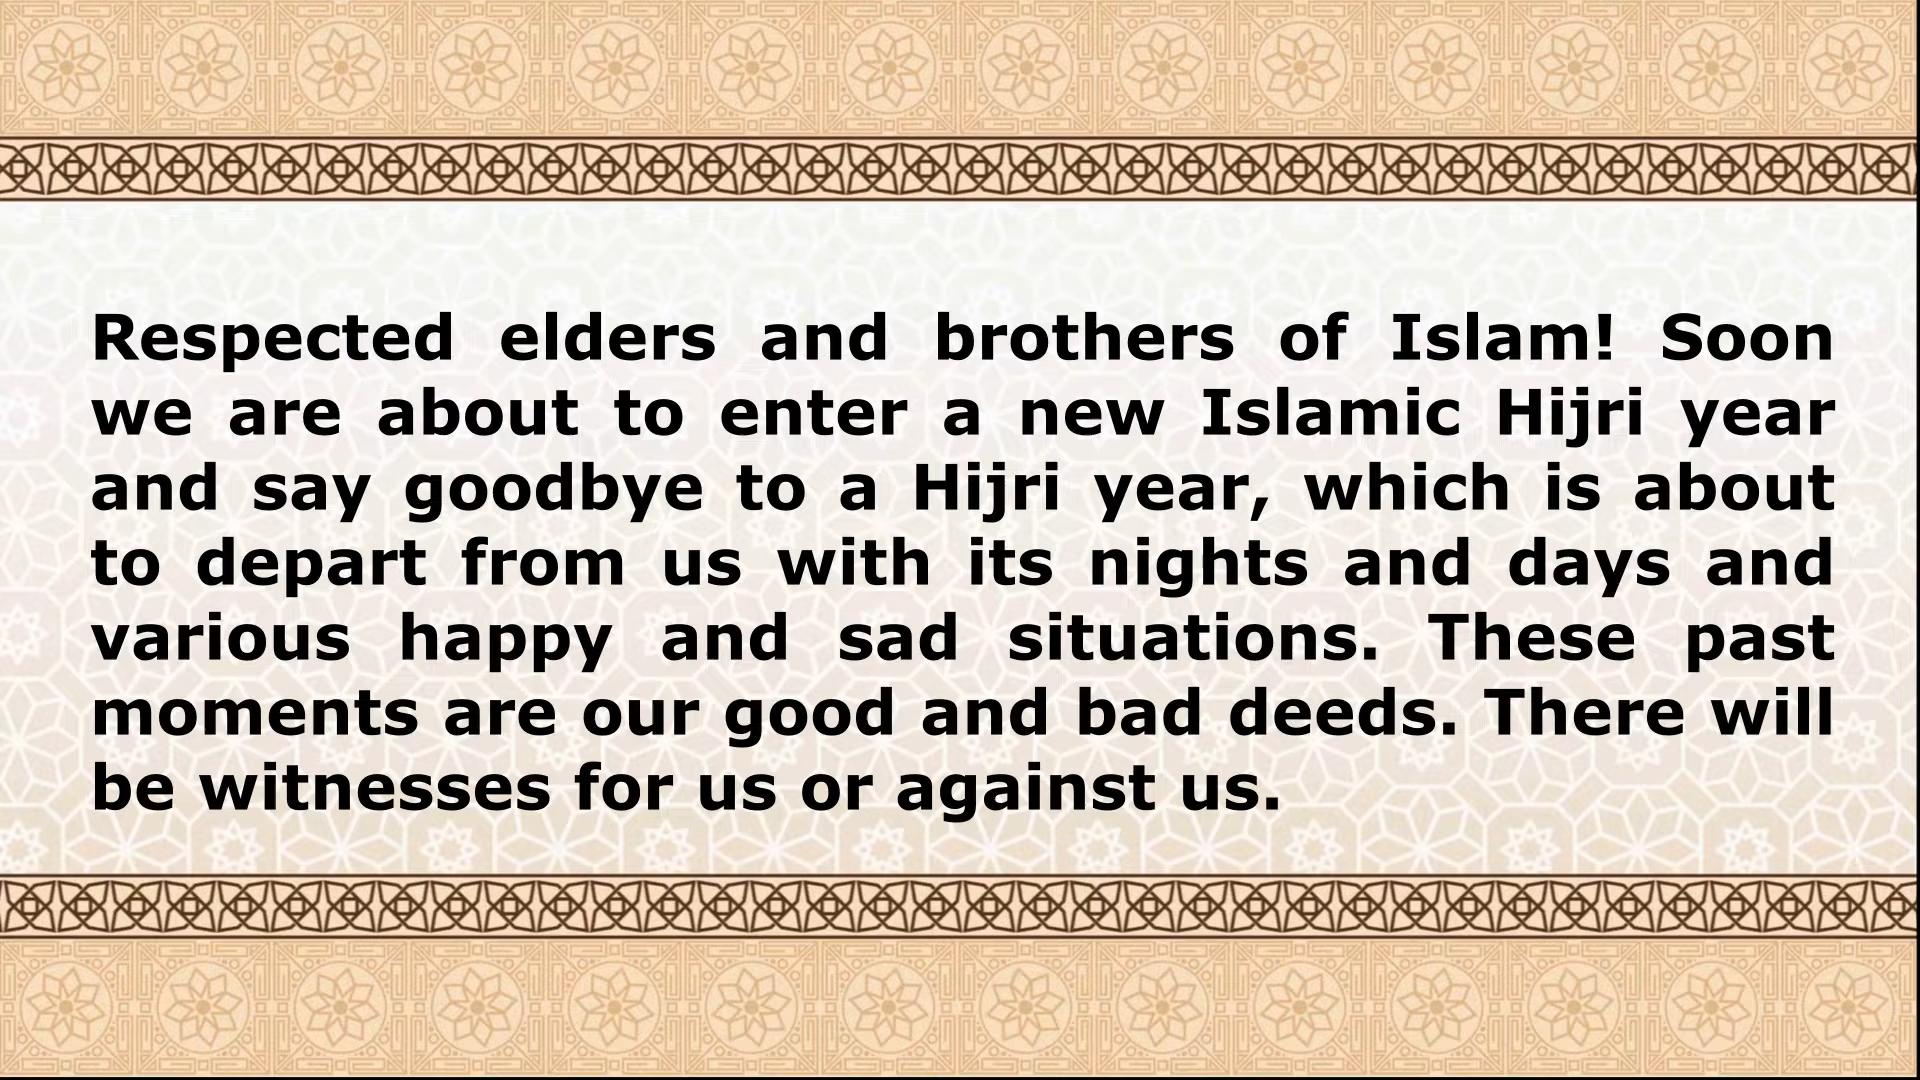 Respected elders and brothers of Islam! Soon
we are about to enter a new Islamic Hijri year
and say goodbye to a Hijri year, which is about
to depart from us with its nights and days and
various happy and sad situations. These past
moments are our good and bad deeds. There will
be witnesses for us or against us.